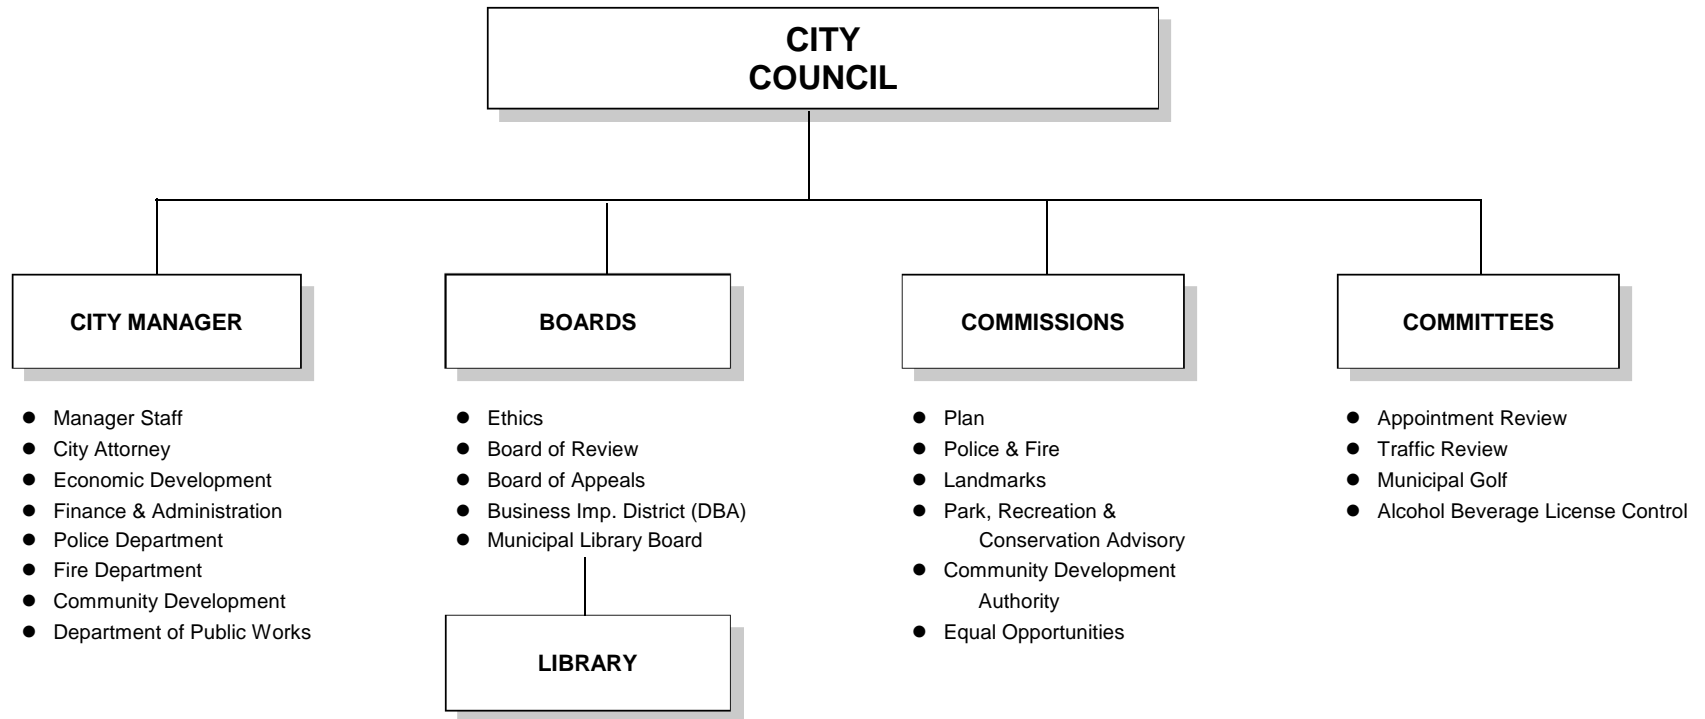 CITY
COUNCIL
CITY MANAGER
Manager Staff
City Attorney
Economic Development
Finance & Administration
Police Department
Fire Department
Community Development
Department of Public Works
BOARDS
Ethics
Board of Review
Board of Appeals
Business Imp. District (DBA)
Municipal Library Board
LIBRARY
COMMISSIONS
Plan
Police & Fire
Landmarks
Park, Recreation &
Conservation Advisory
Community Development
Authority
Equal Opportunities
COMMITTEES
Appointment Review
Traffic Review
Municipal Golf
Alcohol Beverage License Control